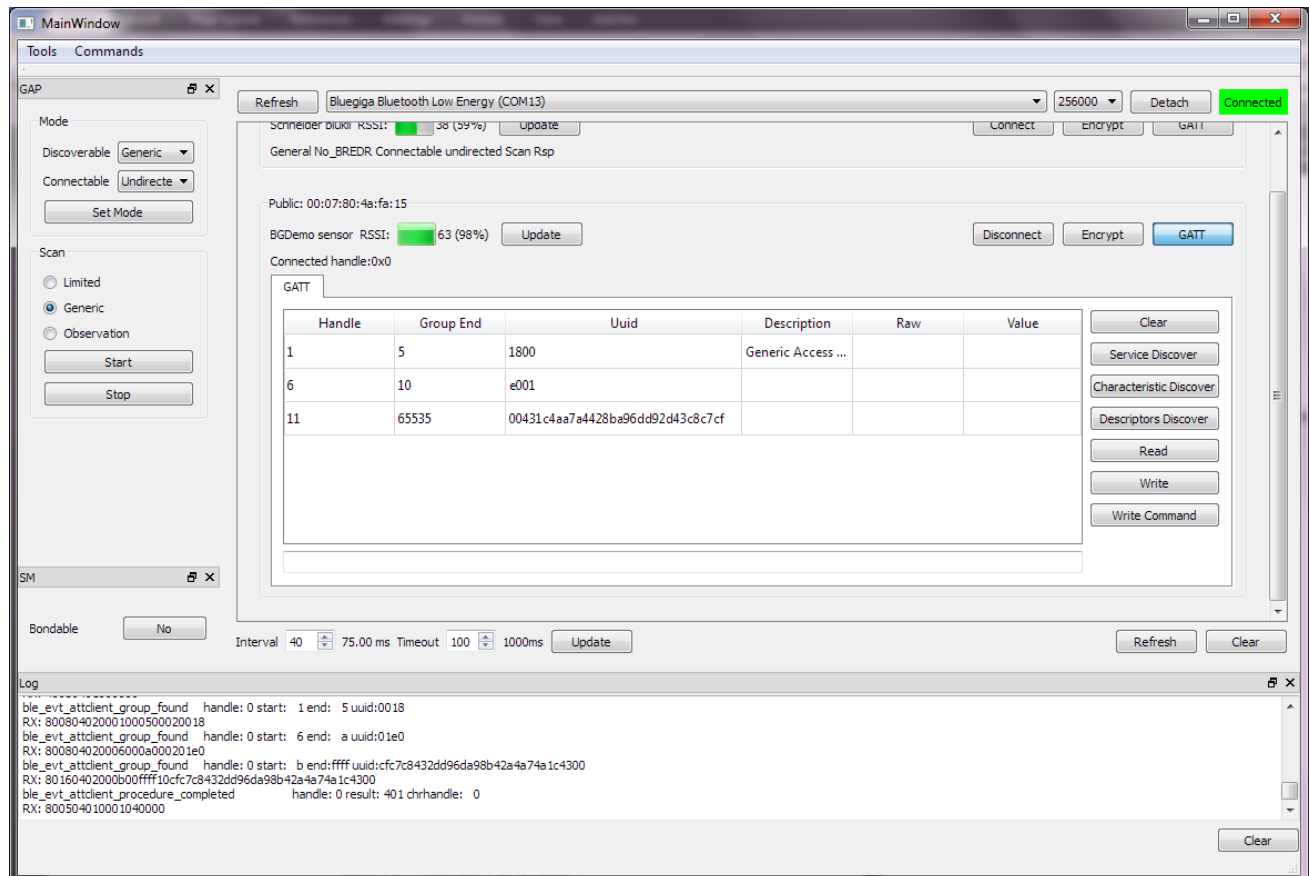 MainWindow
Tools Commands
GAP
Mode
Discoverable Generic
Connectable Undirecte
Set Mode
Scan
Limited
Generic
Observation
Start
Stop
SM
Bondable No
Refresh Bluegiga Bluetooth Low Energy (COM13) 256000 Detach Connected
Schneider blukii RSSI: 38 (59%) Update Connect Encrypt GATT
General No_BREDR Connectable undirected Scan Rsp
Public: 00:07:80:4a:fa:15
BGDemo sensor RSSI: 63 (98%) Update Disconnect Encrypt GATT
Connected handle:0x0
GATT
Handle Group End Uuid Description Raw Value
1 5 1800 Generic Access ...
6 10 e001
11 65535 00431c4aa7a4428ba96dd92d43c8c7cf
Clear
Service Discover
Characteristic Discover
Descriptors Discover
Read
Write
Write Command
Interval 40 75.00 ms Timeout 100 1000ms Update Refresh Clear
Log
ble_evt_attclient_group_found handle: 0 start: 1 end: 5 uuid:0018
RX: 800804020001000500020018
ble_evt_attclient_group_found handle: 0 start: 6 end: a uuid:01e0
RX: 800804020006000a000201e0
ble_evt_attclient_group_found handle: 0 start: b end:ffff uuid:cfc7c8432dd96da98b42a4a74a1c4300
RX: 80160402000b00ffff10cfc7c8432dd96da98b42a4a74a1c4300
ble_evt_attclient_procedure_completed handle: 0 result: 401 chrhandle: 0
RX: 800504010001040000
Clear